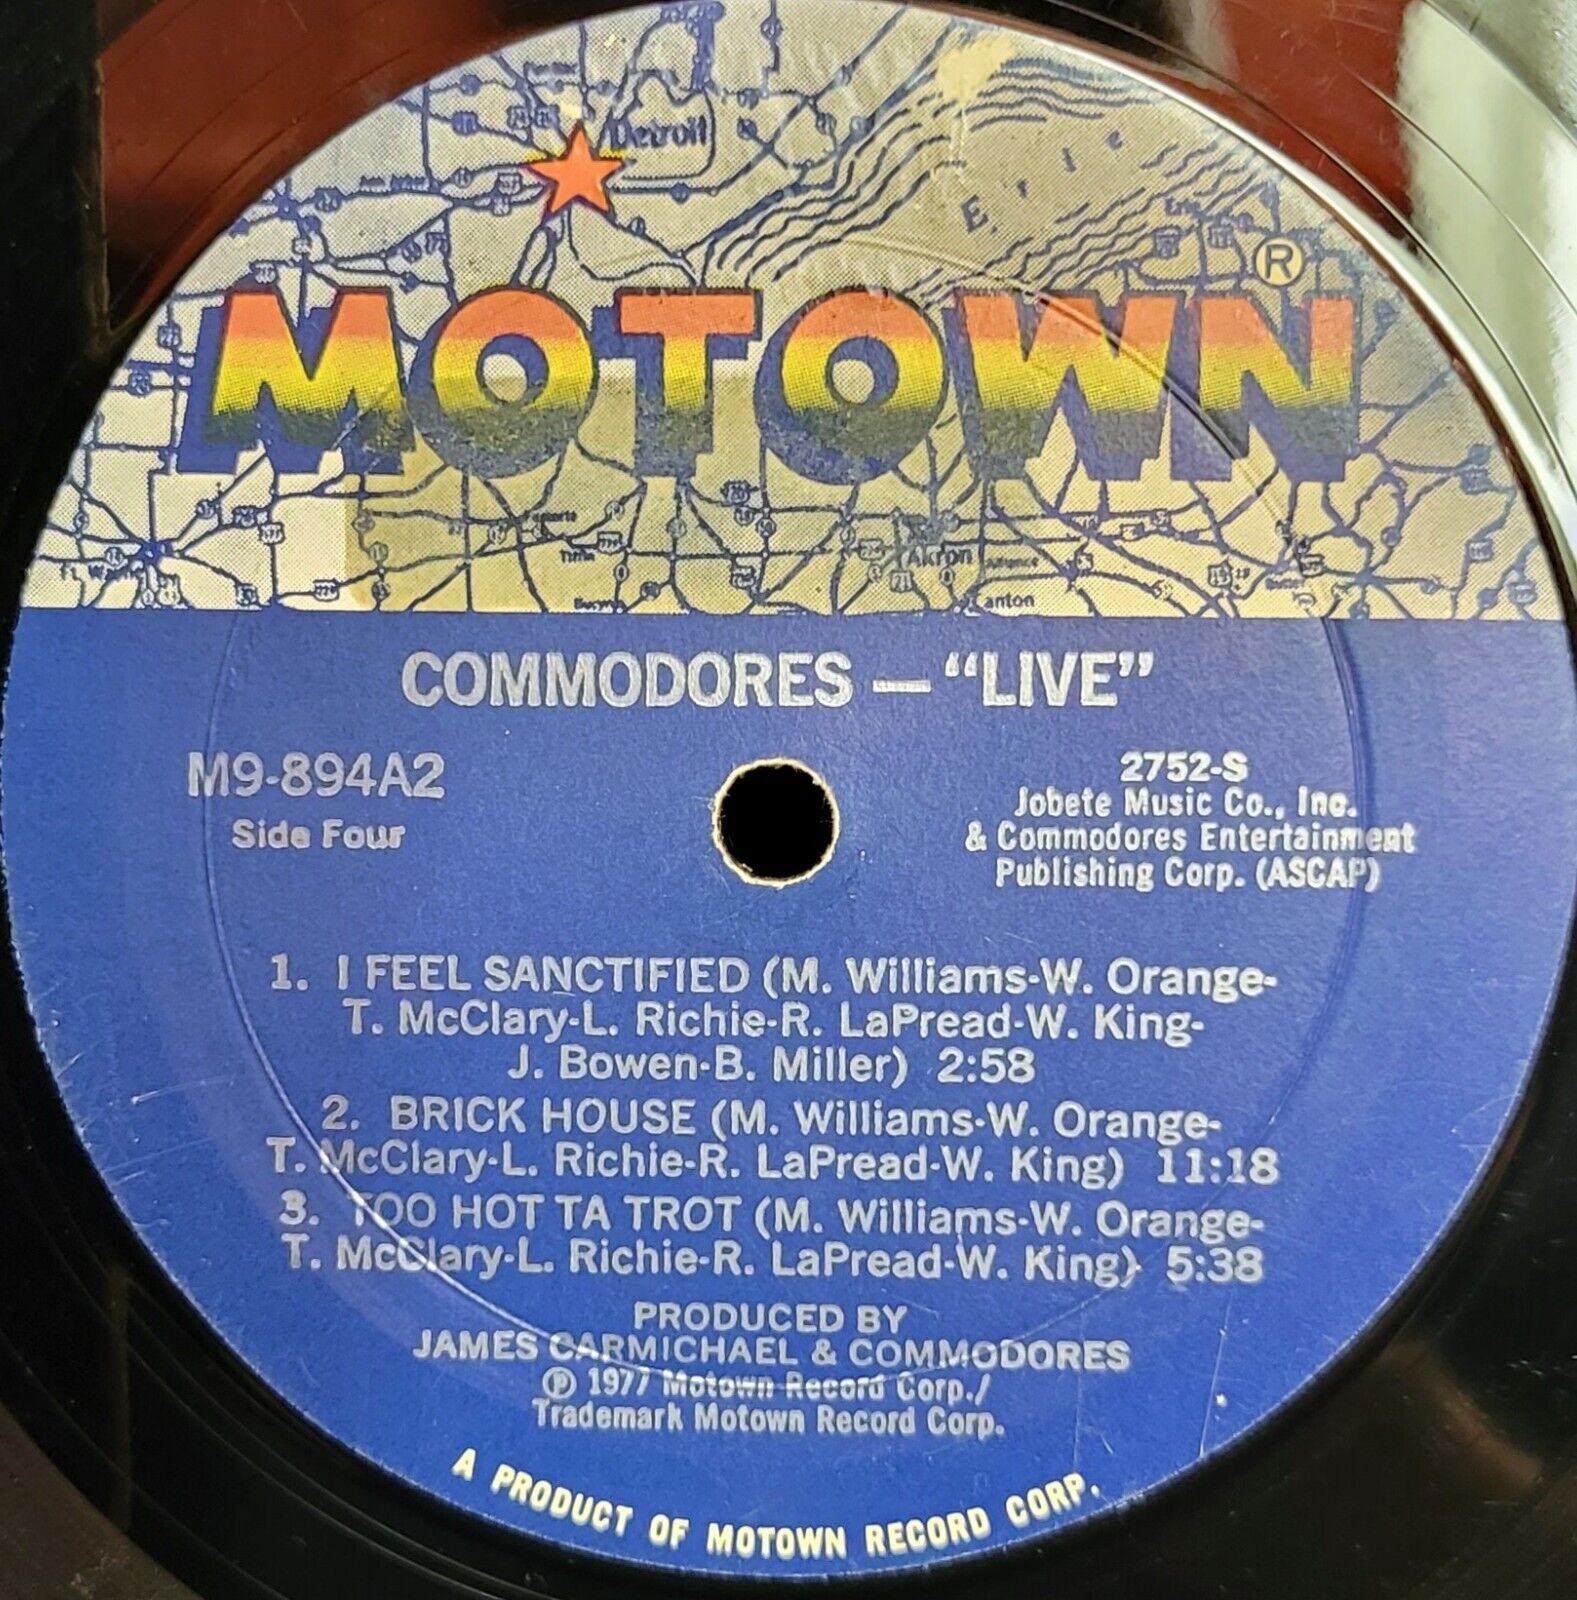 Detroit
Erie
MOTOWN®
Akron
anton
COMMODORES — “LIVE”
M9-894A2
Side Four
2752-S
Jobete Music Co., Inc.
& Commodores Entertainment
Publishing Corp. (ASCAP)
1. I FEEL SANCTIFIED (M. Williams-W. Orange-
T. McClary-L. Richie-R. LaPread-W. King-
J. Bowen-B. Miller) 2:58
2. BRICK HOUSE (M. Williams-W. Orange-
T. McClary-L. Richie-R. LaPread-W. King) 11:18
3. TOO HOT TA TROT (M. Williams-W. Orange-
T. McClary-L. Richie-R. LaPread-W. King) 5:38
PRODUCED BY
JAMES CARMICHAEL & COMMODORES
℗ 1977 Motown Record Corp./
Trademark Motown Record Corp.
A PRODUCT OF MOTOWN RECORD CORP.